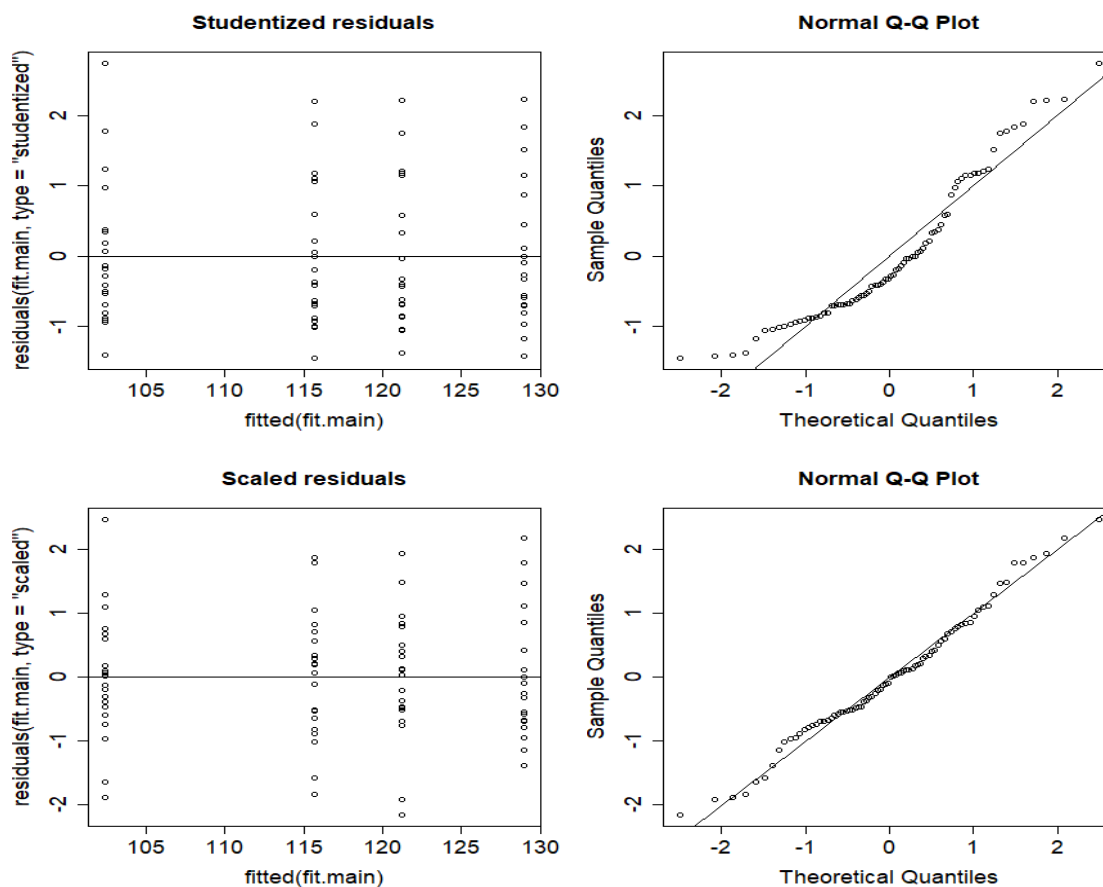 Studentized residuals
residuals(fit.main, type = "studentized")
2
1
0
-1
105 110 115 120 125 130
fitted(fit.main)
Normal Q-Q Plot
Sample Quantiles
2
1
0
-1
-2 -1 0 1 2
Theoretical Quantiles
Scaled residuals
residuals(fit.main, type = "scaled")
2
1
0
-1
-2
105 110 115 120 125 130
fitted(fit.main)
Normal Q-Q Plot
Sample Quantiles
2
1
0
-1
-2
-2 -1 0 1 2
Theoretical Quantiles